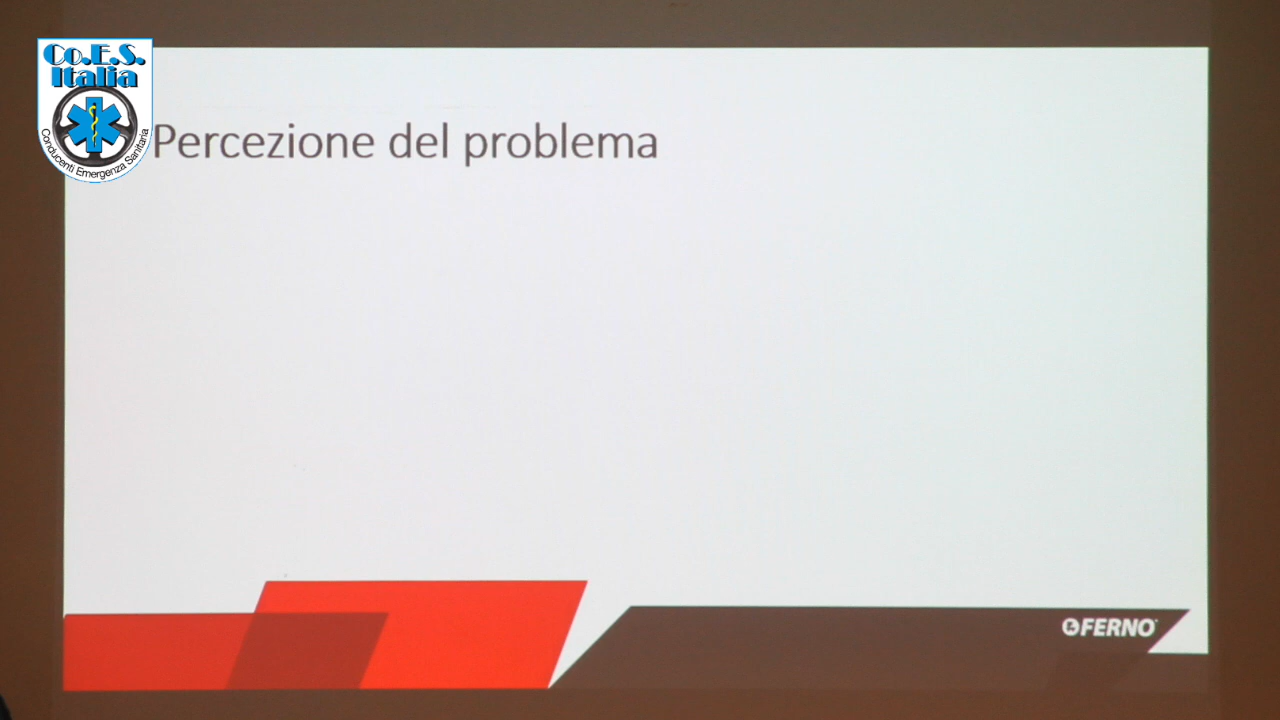 Co.E.S.
Italia
Conducenti Emergenza Sanitaria
Percezione del problema
FERNO